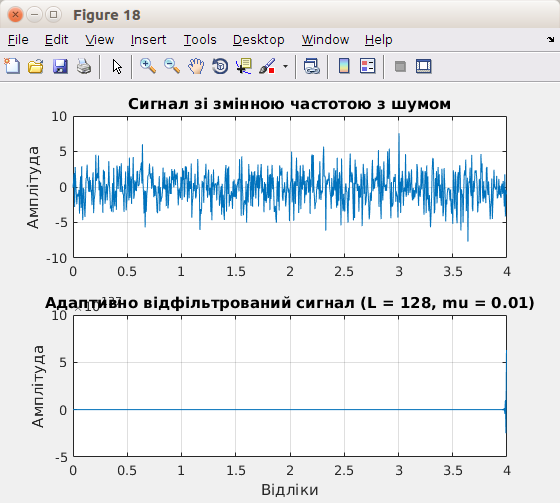 Figure 18
File Edit View Insert Tools Desktop Window Help
Сигнал зі змінною частотою з шумом
10
5
0
-5
-10
Амплітуда
0 0.5 1 1.5 2 2.5 3 3.5 4
Адаптивно відфільтрований сигнал (L = 128, mu = 0.01)
10
5
0
-5
Амплітуда
0 0.5 1 1.5 2 2.5 3 3.5 4
Відліки